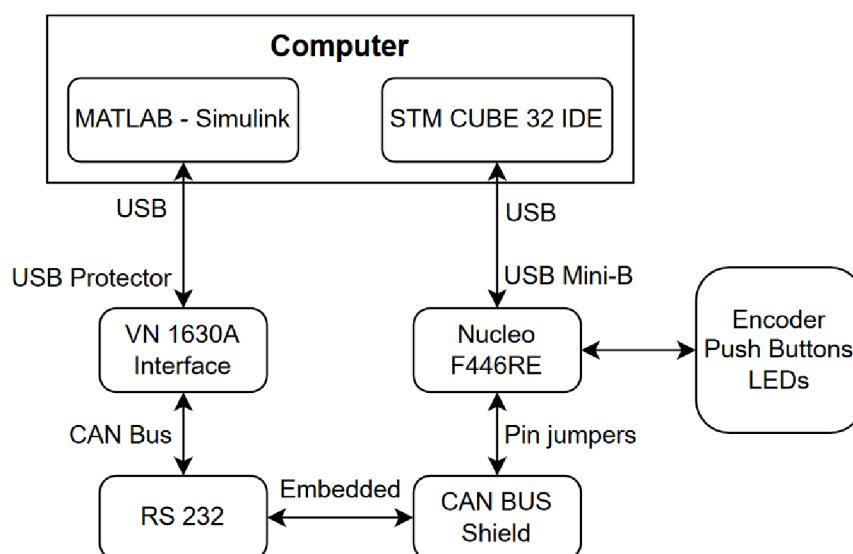 Computer
MATLAB - Simulink
STM CUBE 32 IDE
USB
USB
USB Protector
USB Mini-B
VN 1630A
Interface
Nucleo
F446RE
Encoder
Push Buttons
LEDs
CAN Bus
Pin jumpers
RS 232
Embedded
CAN BUS
Shield